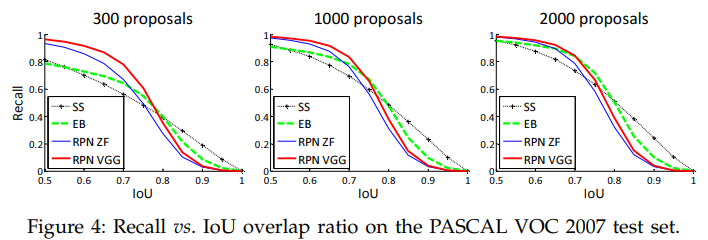 300 proposals
1000 proposals
2000 proposals
Recall
1
0.8
0.6
0.4
0.2
0
0.5 0.6 0.7 0.8 0.9 1
IoU
SS
EB
RPN ZF
RPN VGG
1
0.8
0.6
0.4
0.2
0
0.5 0.6 0.7 0.8 0.9 1
IoU
SS
EB
RPN ZF
RPN VGG
1
0.8
0.6
0.4
0.2
0
0.5 0.6 0.7 0.8 0.9 1
IoU
SS
EB
RPN ZF
RPN VGG
Figure 4: Recall vs. IoU overlap ratio on the PASCAL VOC 2007 test set.